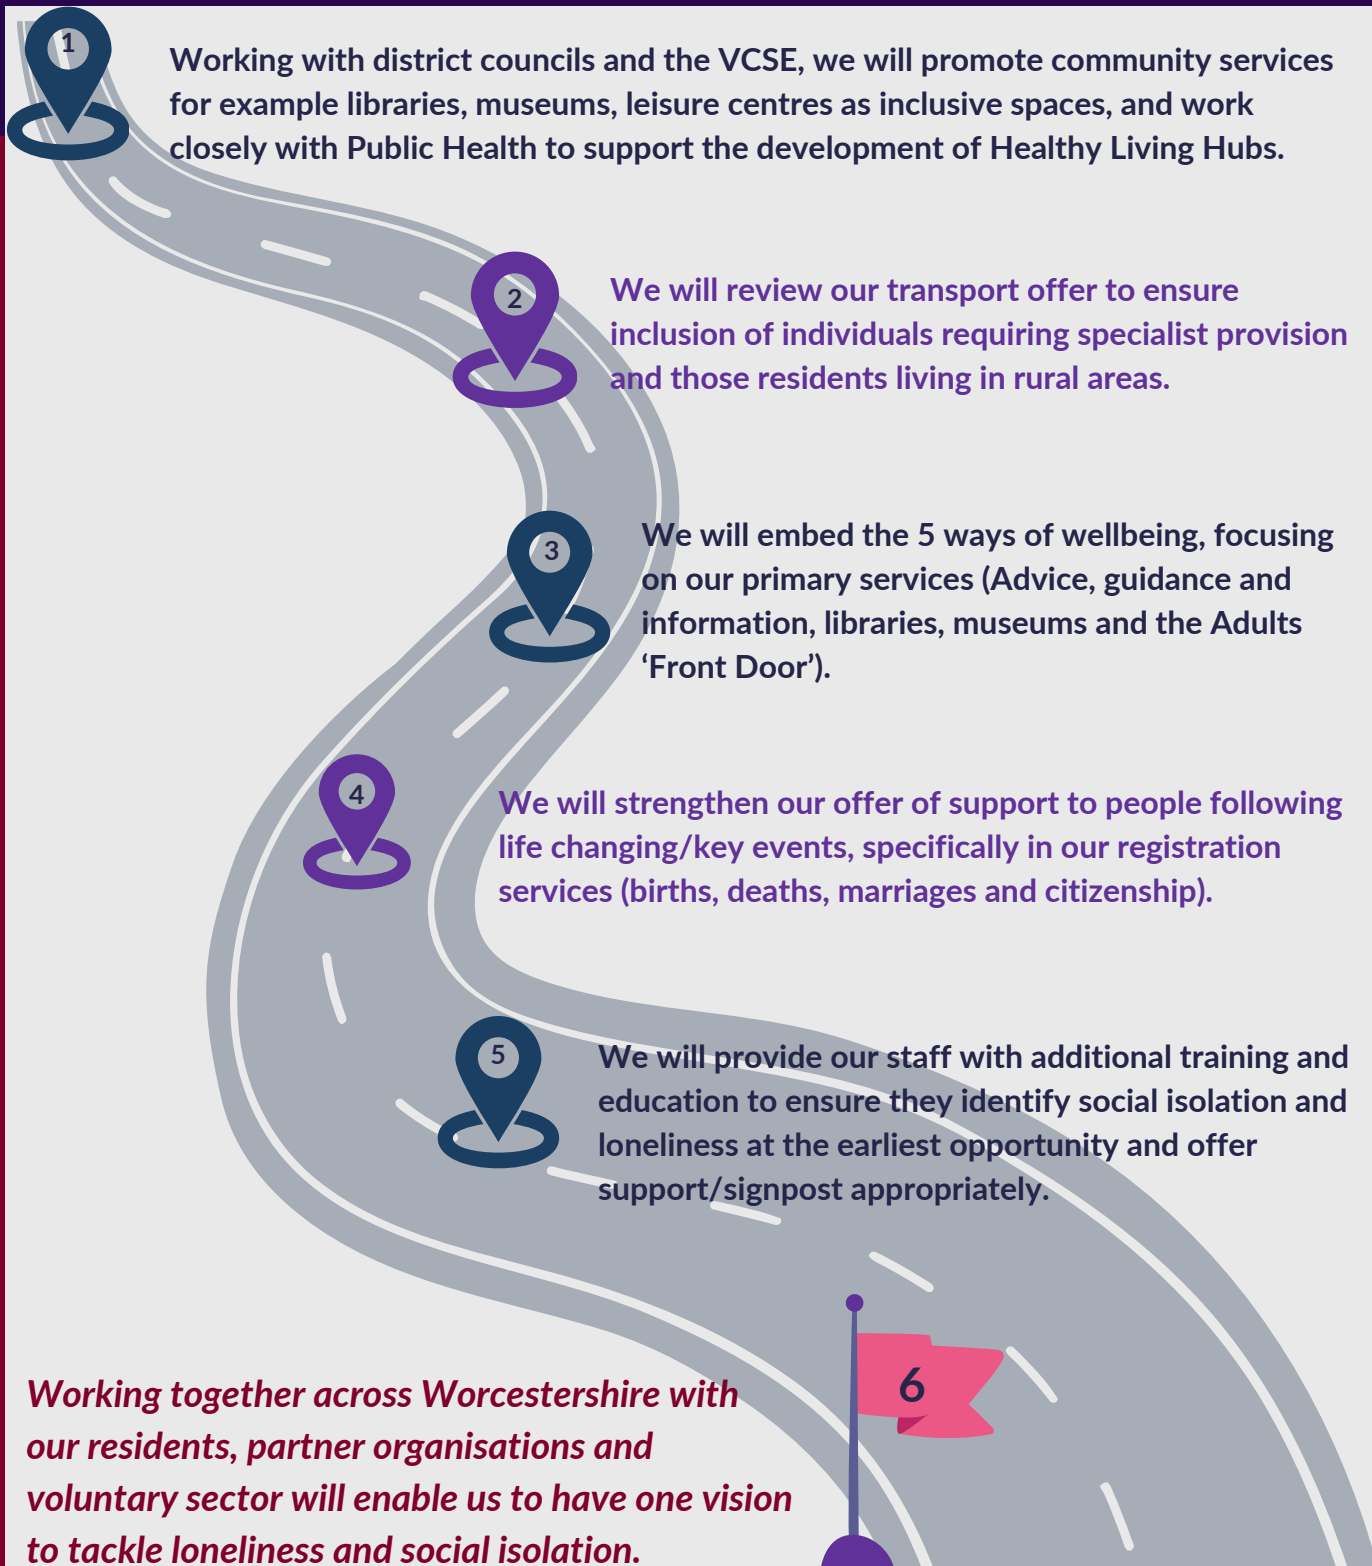 1
Working with district councils and the VCSE, we will promote community services
for example libraries, museums, leisure centres as inclusive spaces, and work
closely with Public Health to support the development of Healthy Living Hubs.
2
We will review our transport offer to ensure
inclusion of individuals requiring specialist provision
and those residents living in rural areas.
3
We will embed the 5 ways of wellbeing, focusing
on our primary services (Advice, guidance and
information, libraries, museums and the Adults
‘Front Door’).
4
We will strengthen our offer of support to people following
life changing/key events, specifically in our registration
services (births, deaths, marriages and citizenship).
5
We will provide our staff with additional training and
education to ensure they identify social isolation and
loneliness at the earliest opportunity and offer
support/signpost appropriately.
6
Working together across Worcestershire with
our residents, partner organisations and
voluntary sector will enable us to have one vision
to tackle loneliness and social isolation.